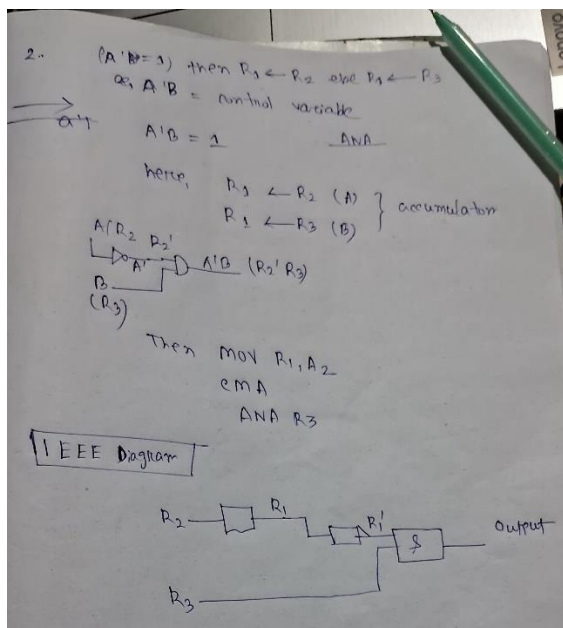 2..
(A'B=1) then R1 ← R2 else R1 ← R3
as, A'B = control variable
A'B = 1
ANA
here,
R1 ← R2 (A)
R1 ← R3 (B)
} accumulator
A/R2 R2'
A' A'B (R2' R3)
B
(R3)
Then MOV R1, A2
CMA
ANA R3
IEEE Diagram
R2 R1 R1' & Output
R3